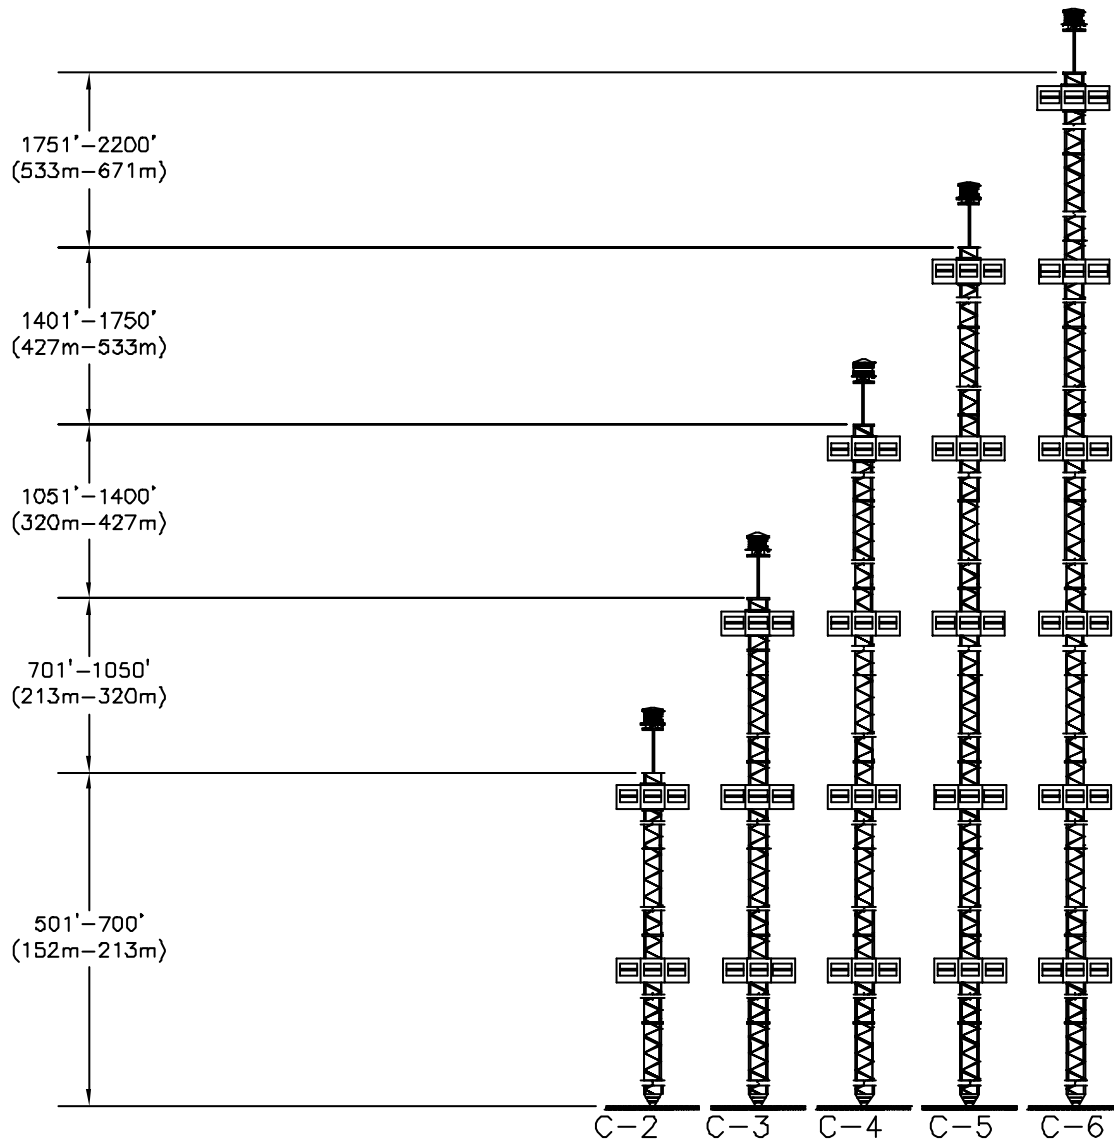 1751'-2200'
(533m-671m)
1401'-1750'
(427m-533m)
1051'-1400'
(320m-427m)
701'-1050'
(213m-320m)
501'-700'
(152m-213m)
C-2 C-3 C-4 C-5 C-6